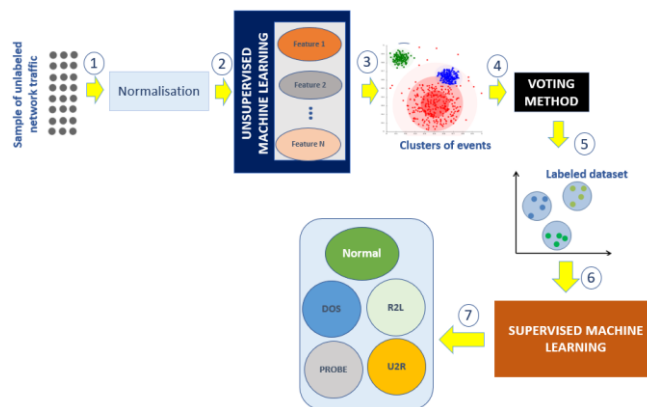 Sample of unlabeled
network traffic
1
Normalisation
2
UNSUPERVISED
MACHINE LEARNING
Feature 1
Feature 2
Feature N
3
Clusters of events
4
VOTING
METHOD
5
Labeled dataset
6
SUPERVISED MACHINE
LEARNING
7
Normal
DOS
R2L
PROBE
U2R